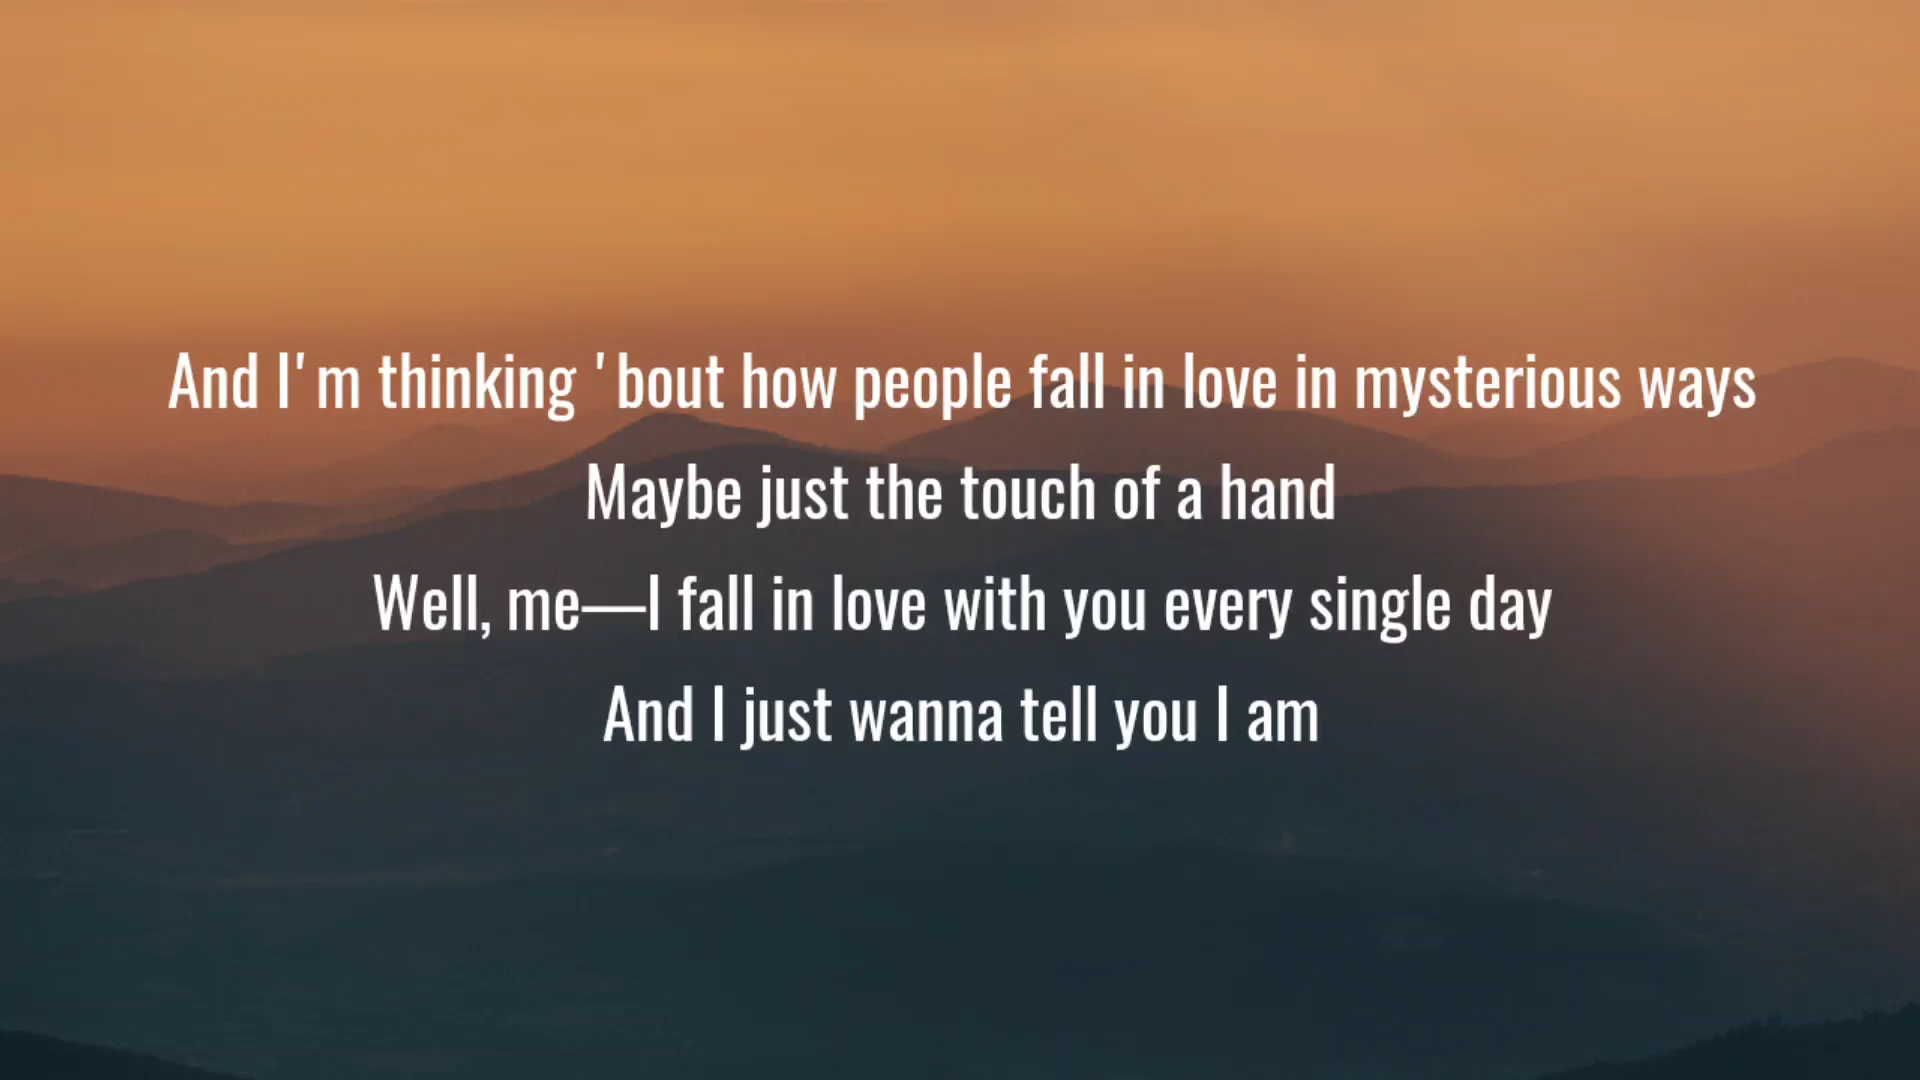 And I'm thinking 'bout how people fall in love in mysterious ways
Maybe just the touch of a hand
Well, me—I fall in love with you every single day
And I just wanna tell you I am